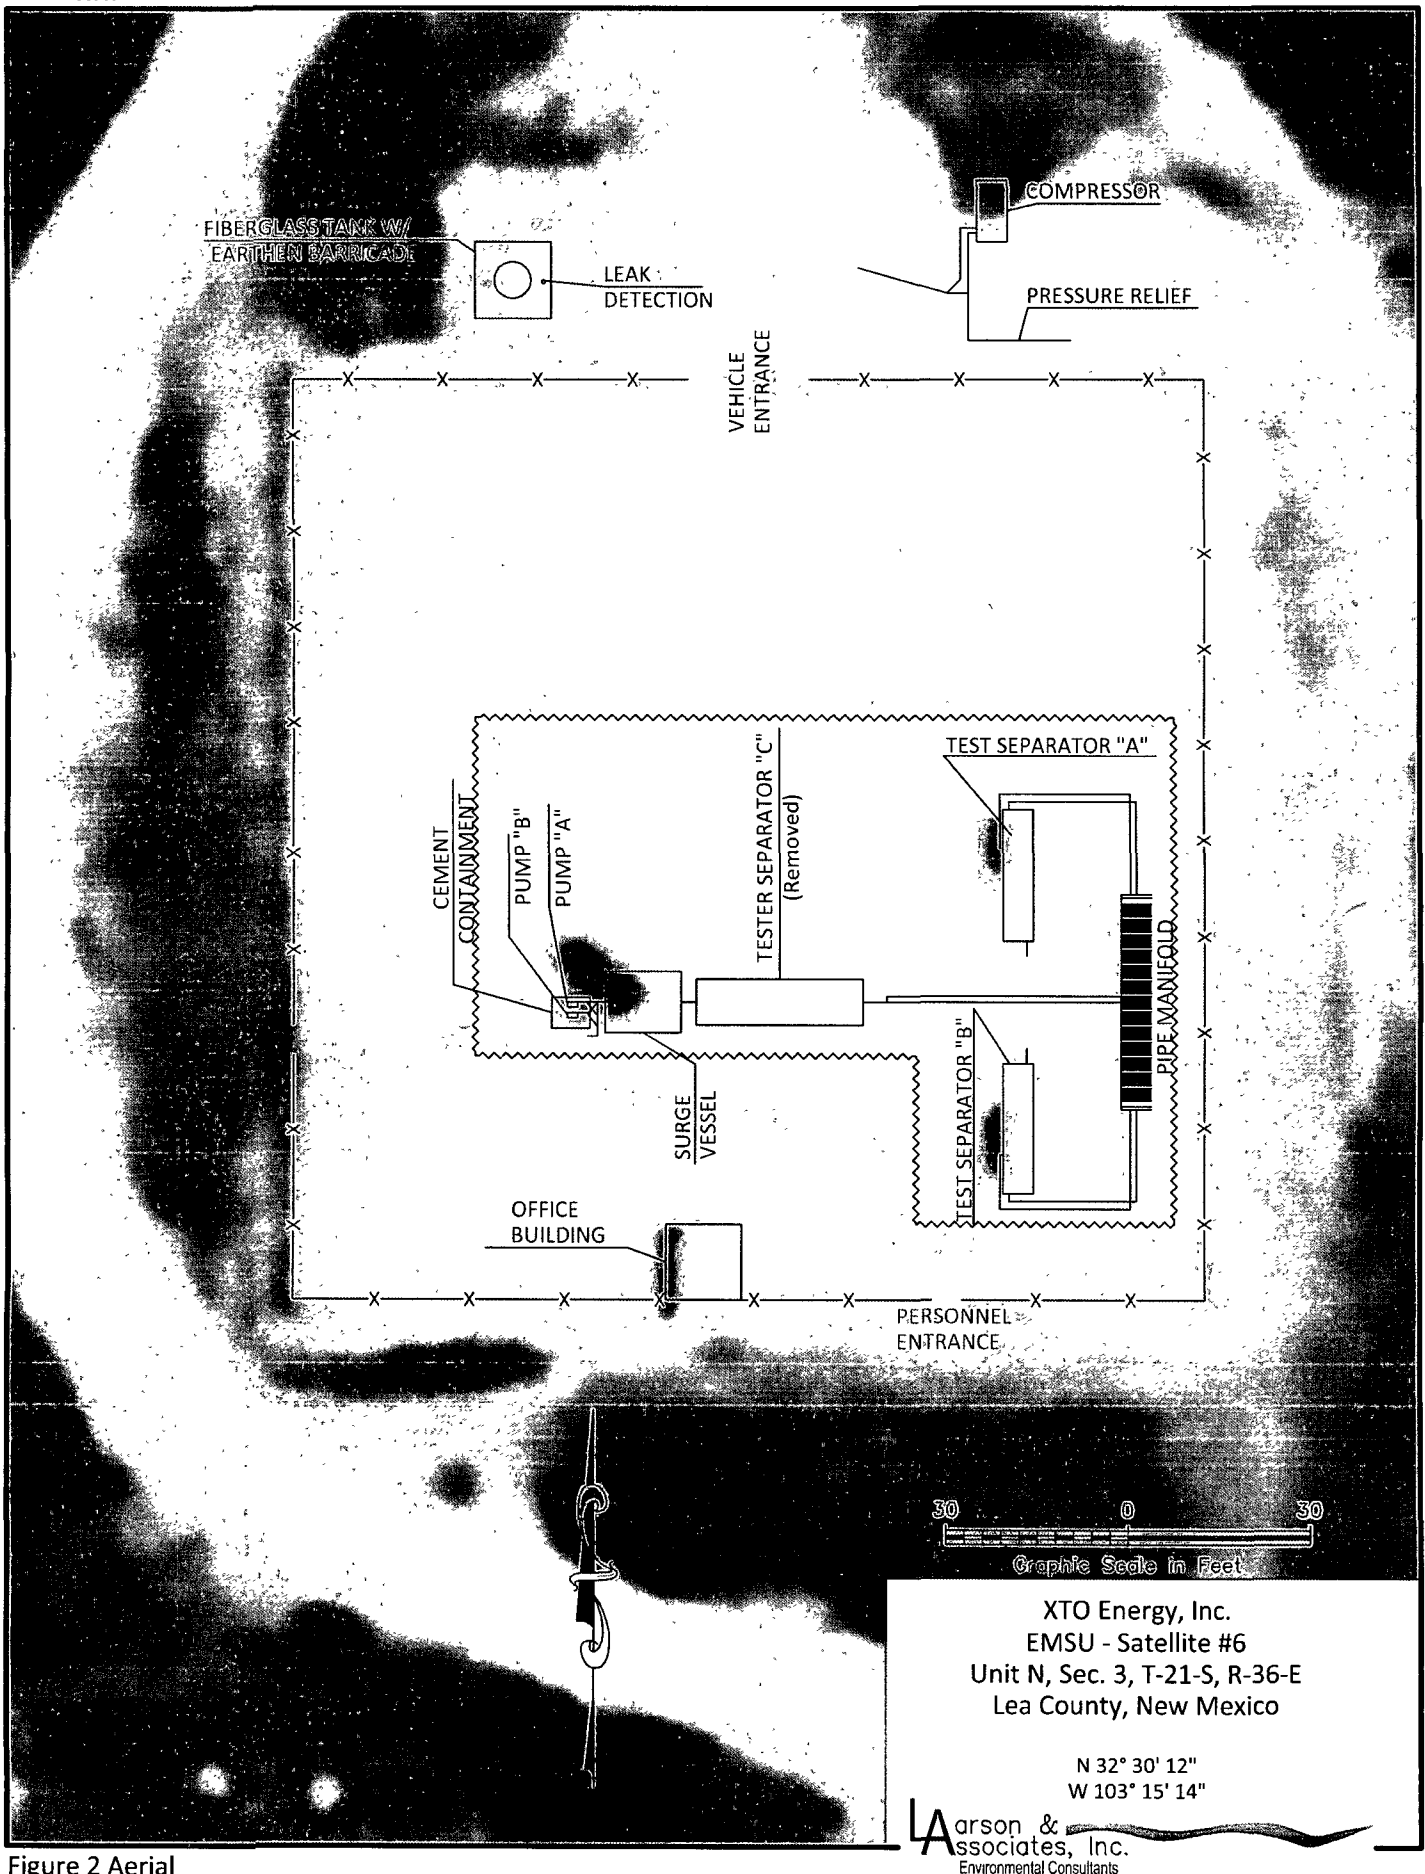 COMPRESSOR
FIBERGLASS TANK W/
EARTHEN BARRICADE
LEAK
DETECTION
PRESSURE RELIEF
VEHICLE
ENTRANCE
TEST SEPARATOR "A"
TESTER SEPARATOR "C"
(Removed)
CEMENT
CONTAINMENT
PUMP "B"
PUMP "A"
PIPE MANIFOLD
TEST SEPARATOR "B"
SURGE
VESSEL
OFFICE
BUILDING
PERSONNEL
ENTRANCE
30 0 30
Graphic Scale in Feet
XTO Energy, Inc.
EMSU - Satellite #6
Unit N, Sec. 3, T-21-S, R-36-E
Lea County, New Mexico
N 32° 30' 12"
W 103° 15' 14"
Larson &
Associates, Inc.
Environmental Consultants
Figure 2 Aerial